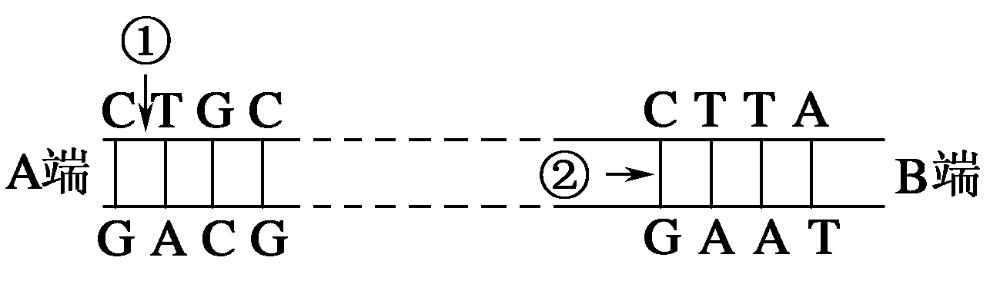 ①
C T G C C T T A
A端 ② B端
G A C G G A A T